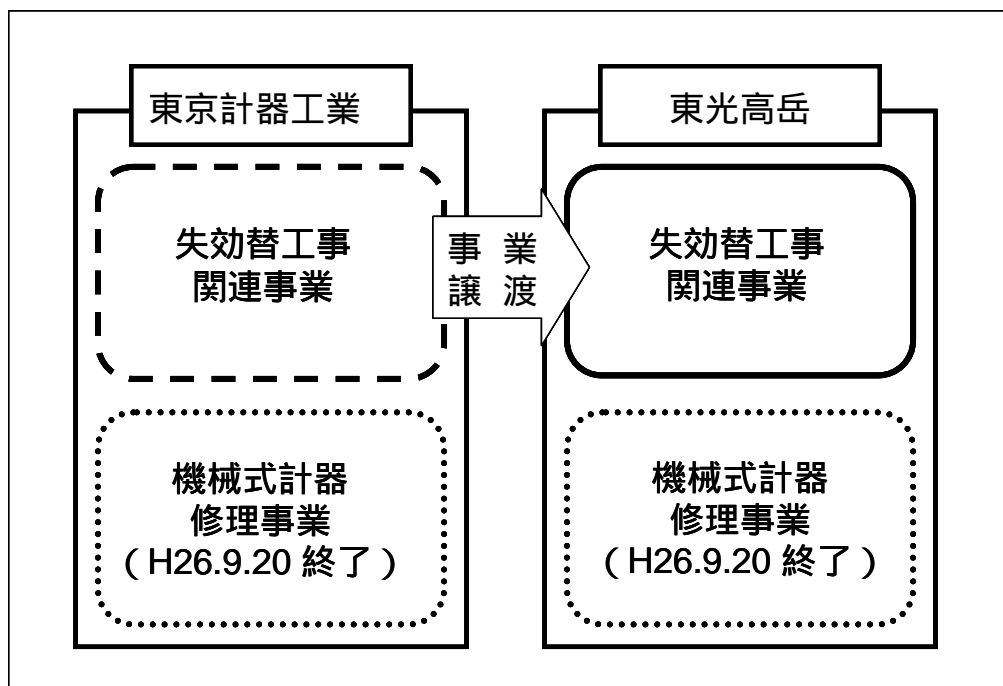 東京計器工業
失効替工事
関連事業
機械式計器
修理事業
（H26.9.20 終了）
事 業
譲 渡
東光高岳
失効替工事
関連事業
機械式計器
修理事業
（H26.9.20 終了）